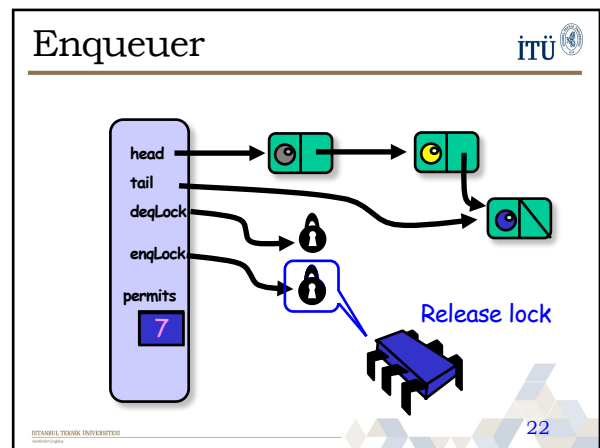 Enqueuer
İTÜ
head
tail
deqLock
enqLock
permits
7
Release lock
İSTANBUL TEKNİK ÜNİVERSİTESİ
22